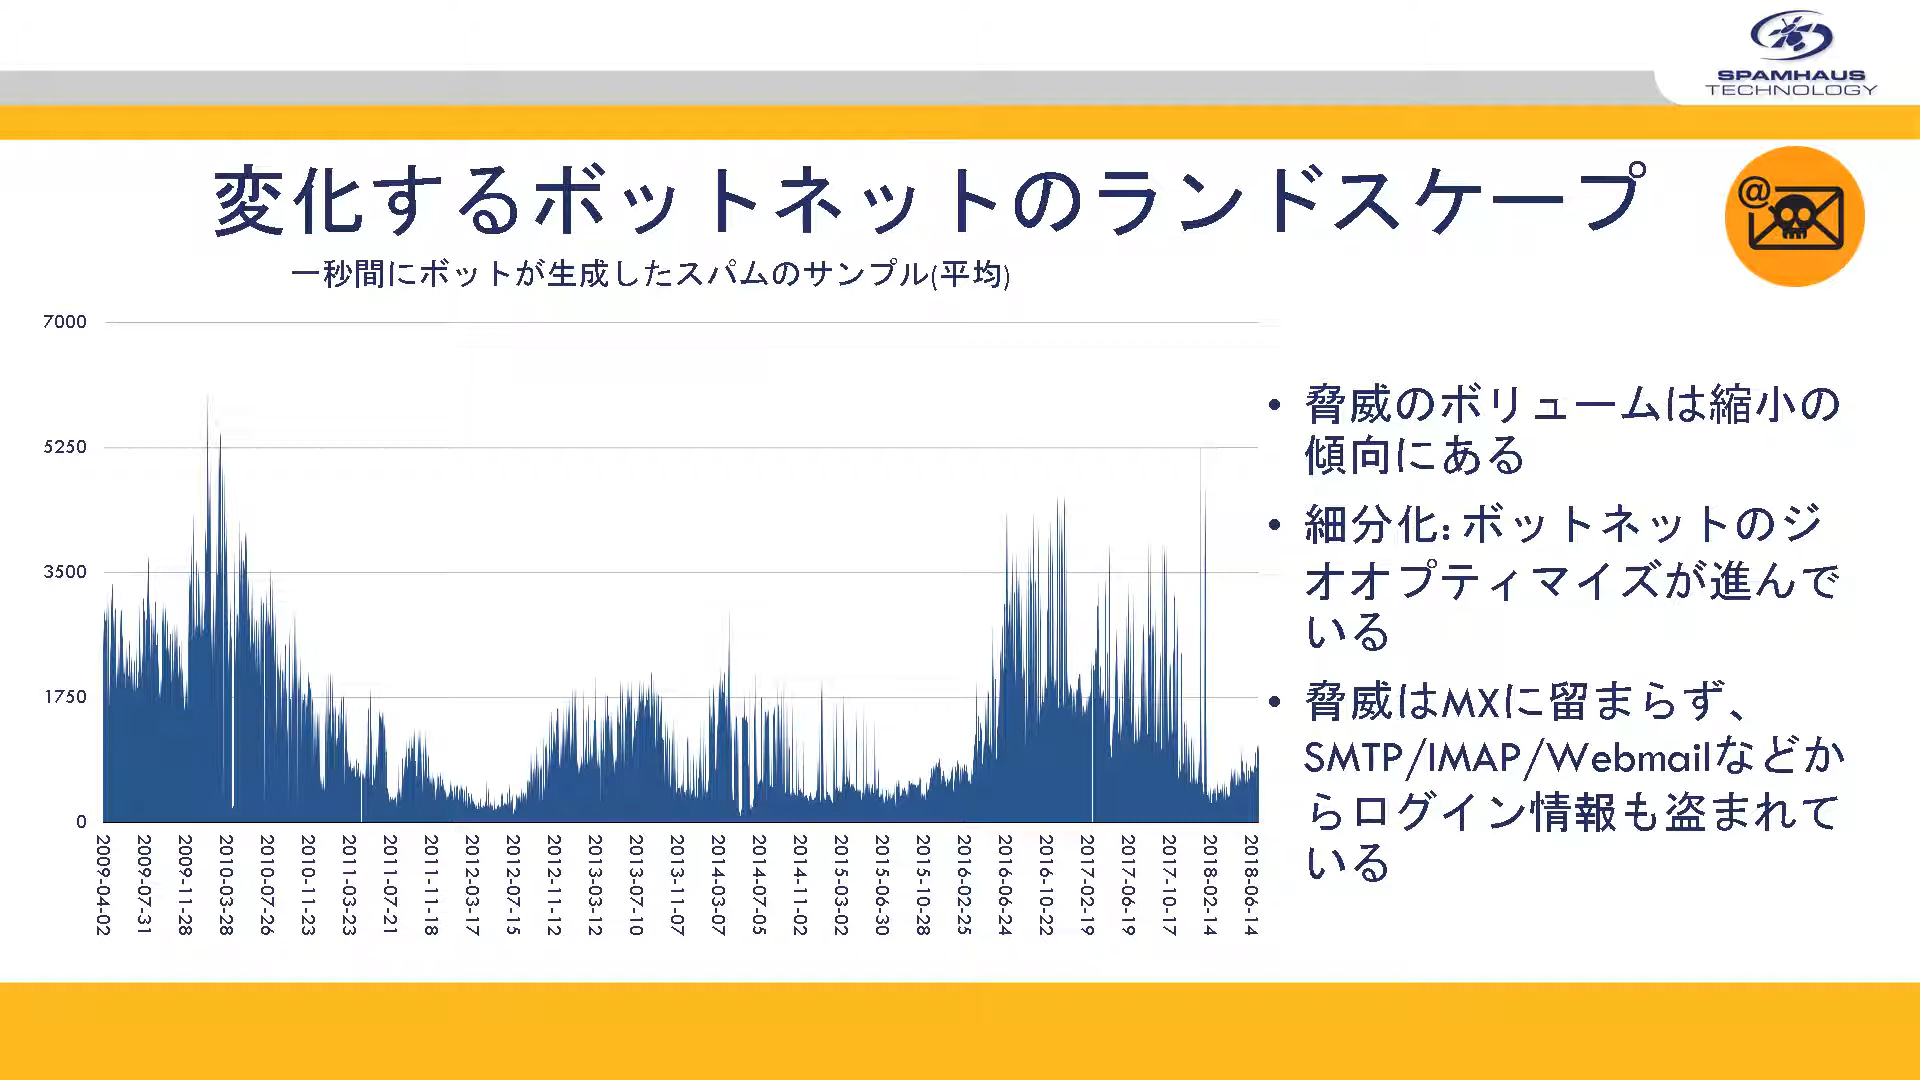 SPAMHAUS
TECHNOLOGY
変化するボットネットのランドスケープ
@
一秒間にボットが生成したスパムのサンプル(平均)
7000
5250
3500
1750
0
2009-04-02
2009-07-31
2009-11-28
2010-03-28
2010-07-26
2010-11-23
2011-03-23
2011-07-21
2011-11-18
2012-03-17
2012-07-15
2012-11-12
2013-03-12
2013-07-10
2013-11-07
2014-03-07
2014-07-05
2014-11-02
2015-03-02
2015-06-30
2015-10-28
2016-02-25
2016-06-24
2016-10-22
2017-02-19
2017-06-19
2017-10-17
2018-02-14
2018-06-14
• 脅威のボリュームは縮小の
傾向にある
• 細分化: ボットネットのジ
オオプティマイズが進んで
いる
• 脅威はMXに留まらず、
SMTP/IMAP/Webmailなどか
らログイン情報も盗まれて
いる